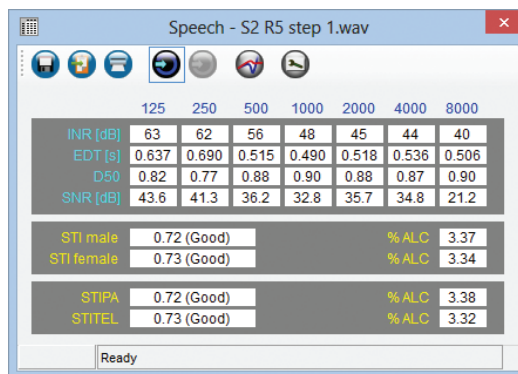 Speech - S2 R5 step 1.wav
125 250 500 1000 2000 4000 8000
INR [dB] 63 62 56 48 45 44 40
EDT [s] 0.637 0.690 0.515 0.490 0.518 0.536 0.506
D50 0.82 0.77 0.88 0.90 0.88 0.87 0.90
SNR [dB] 43.6 41.3 36.2 32.8 35.7 34.8 21.2
STI male 0.72 (Good) % ALC 3.37
STI female 0.73 (Good) % ALC 3.34
STIPA 0.72 (Good) % ALC 3.38
STITEL 0.73 (Good) % ALC 3.32
Ready